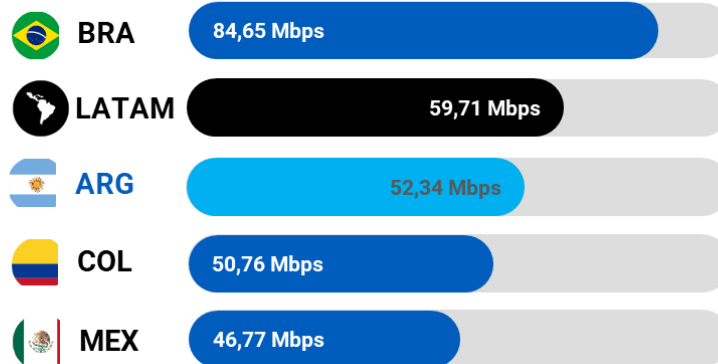 BRA 84,65 Mbps
LATAM 59,71 Mbps
ARG 52,34 Mbps
COL 50,76 Mbps
MEX 46,77 Mbps